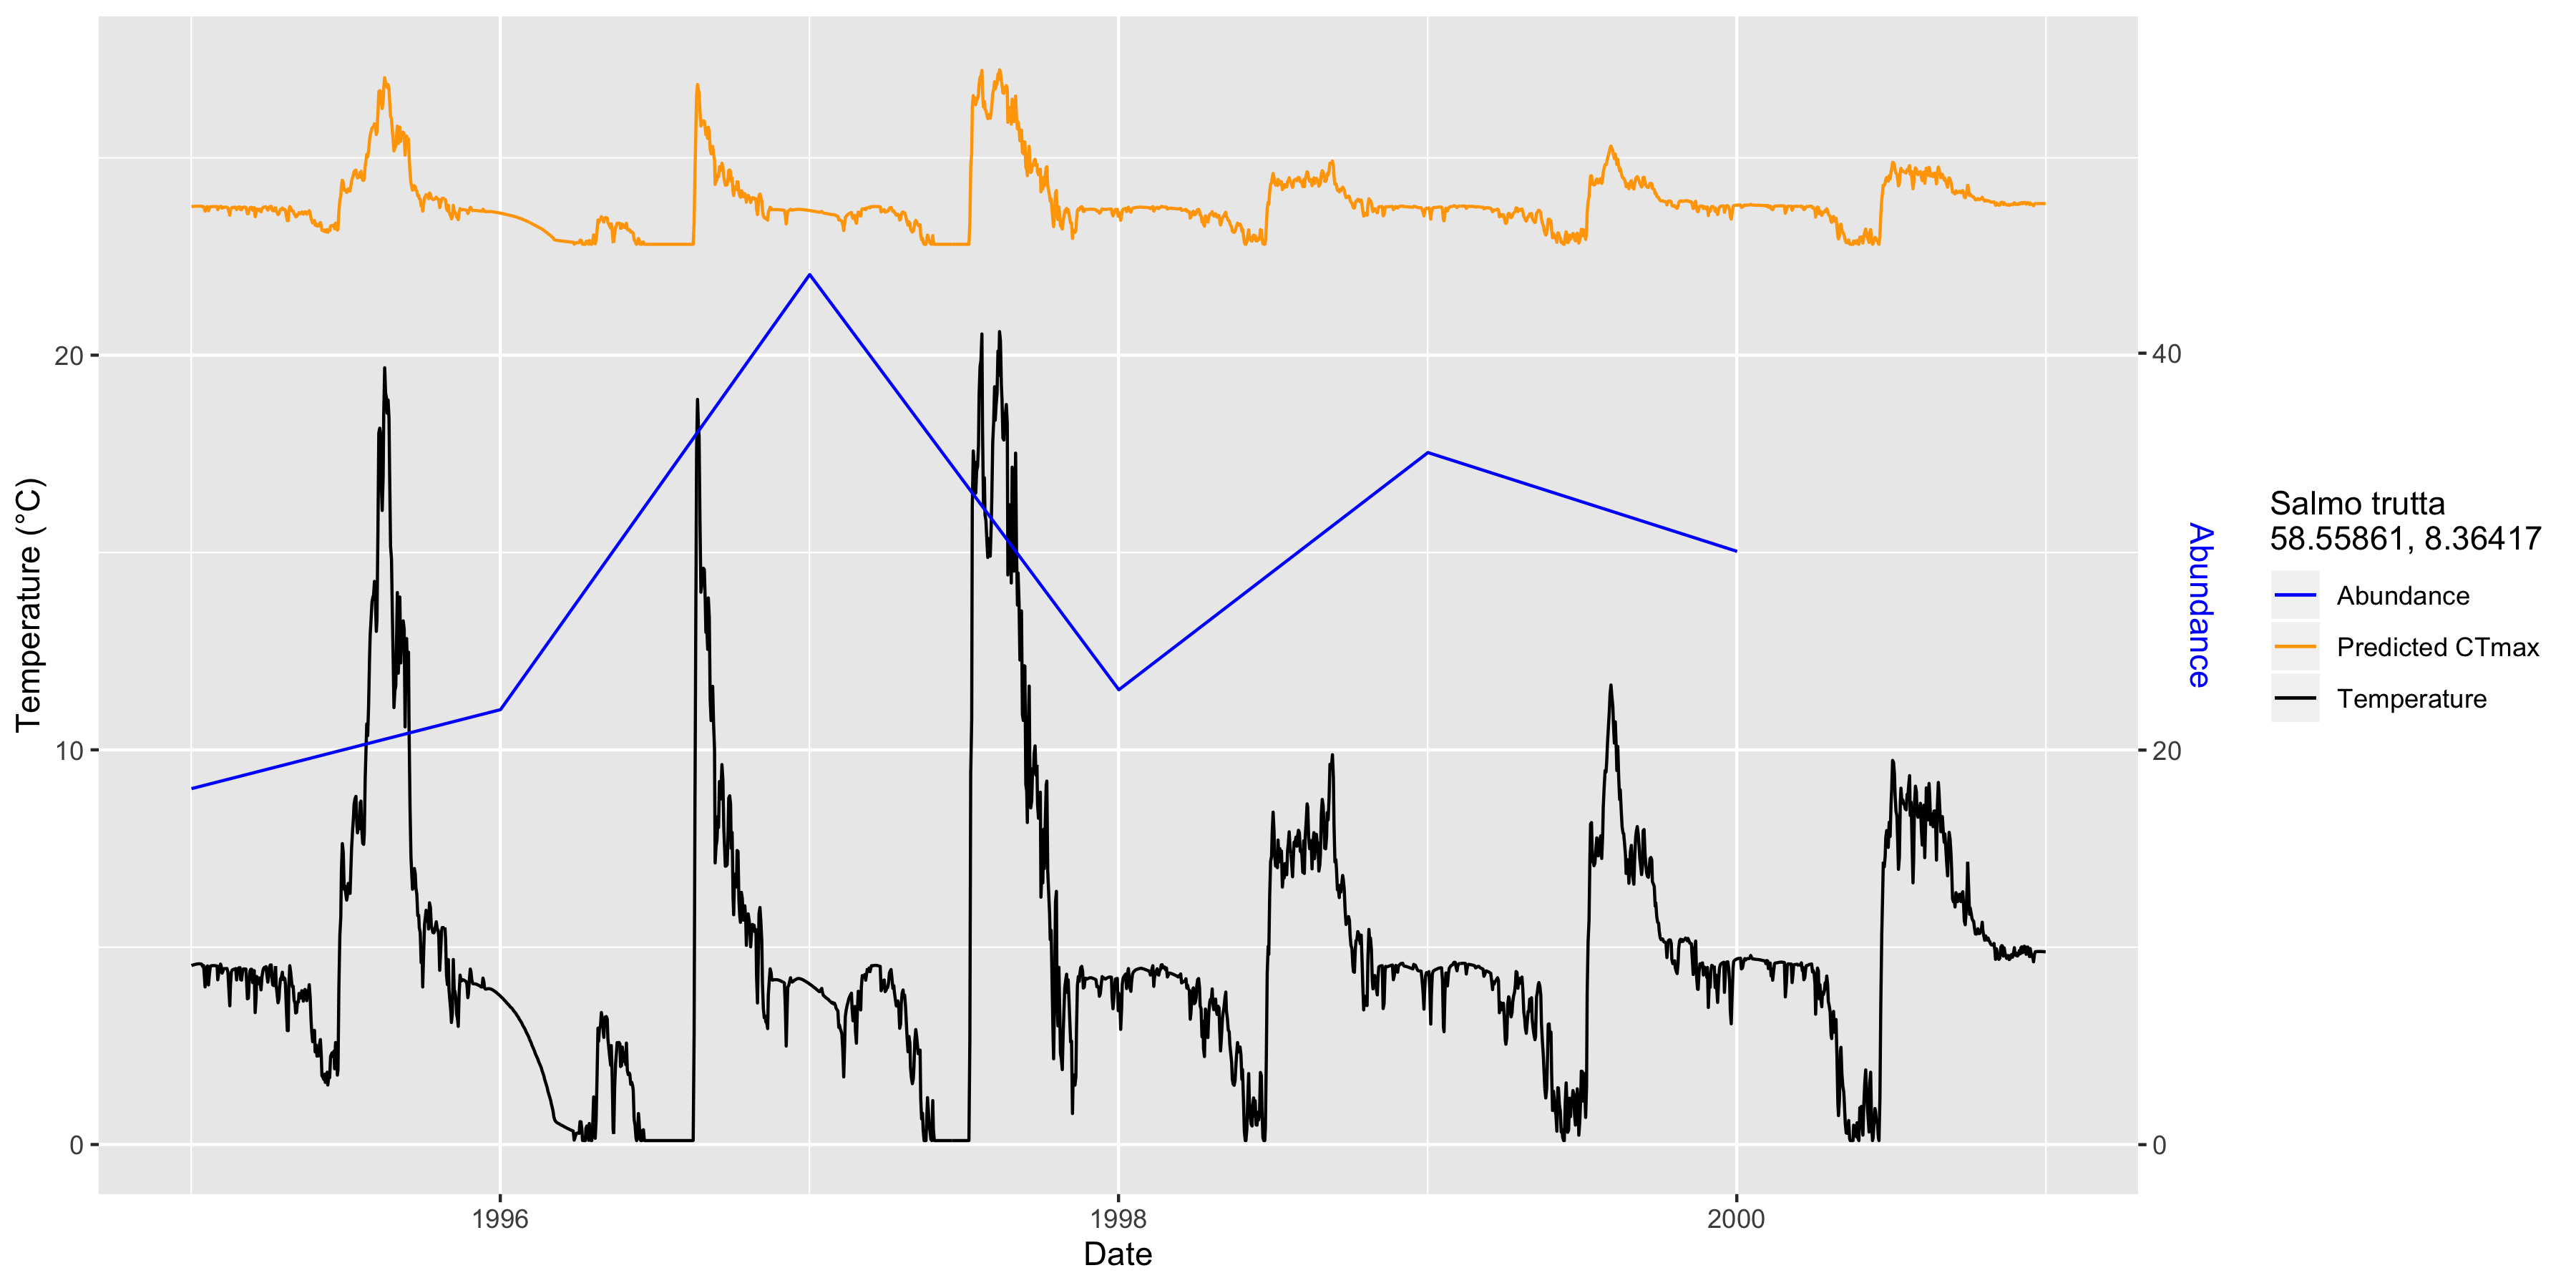 20
10
0
Temperature (°C)
1996
1998
2000
Date
40
20
0
Abundance
Salmo trutta
58.55861, 8.36417
Abundance
Predicted CTmax
Temperature